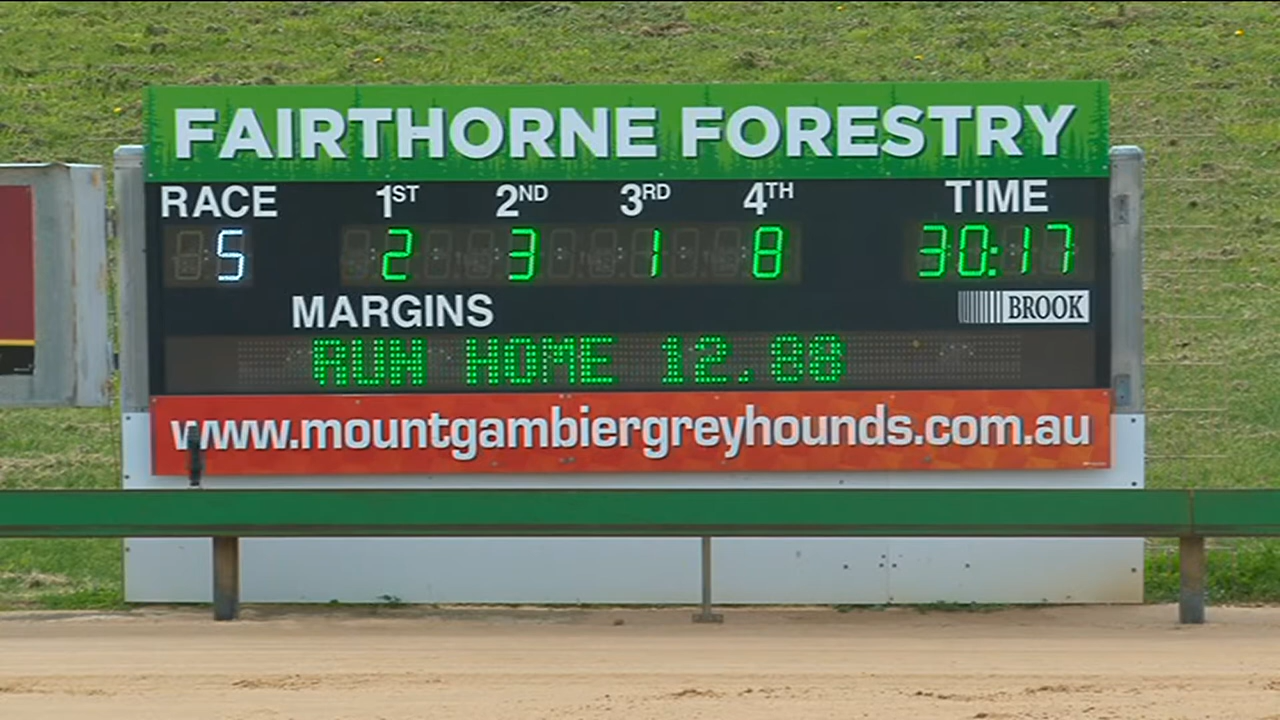 FAIRTHORNE FORESTRY
RACE 1ST 2ND 3RD 4TH TIME
5 2 3 1 8 30:17
MARGINS BROOK
RUN HOME 12.88
www.mountgambiergreyhounds.com.au